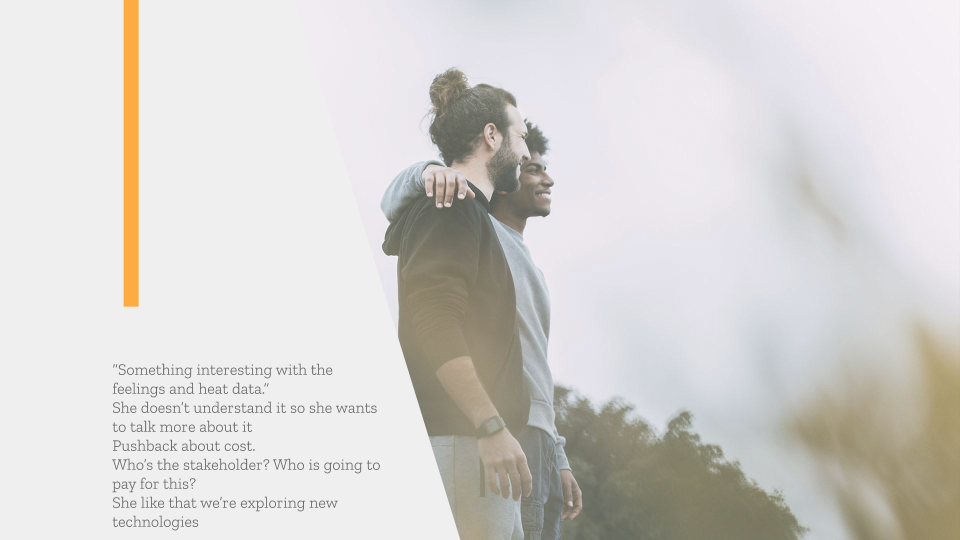 "Something interesting with the
feelings and heat data."
She doesn't understand it so she wants
to talk more about it
Pushback about cost.
Who's the stakeholder? Who is going to
pay for this?
She like that we're exploring new
technologies